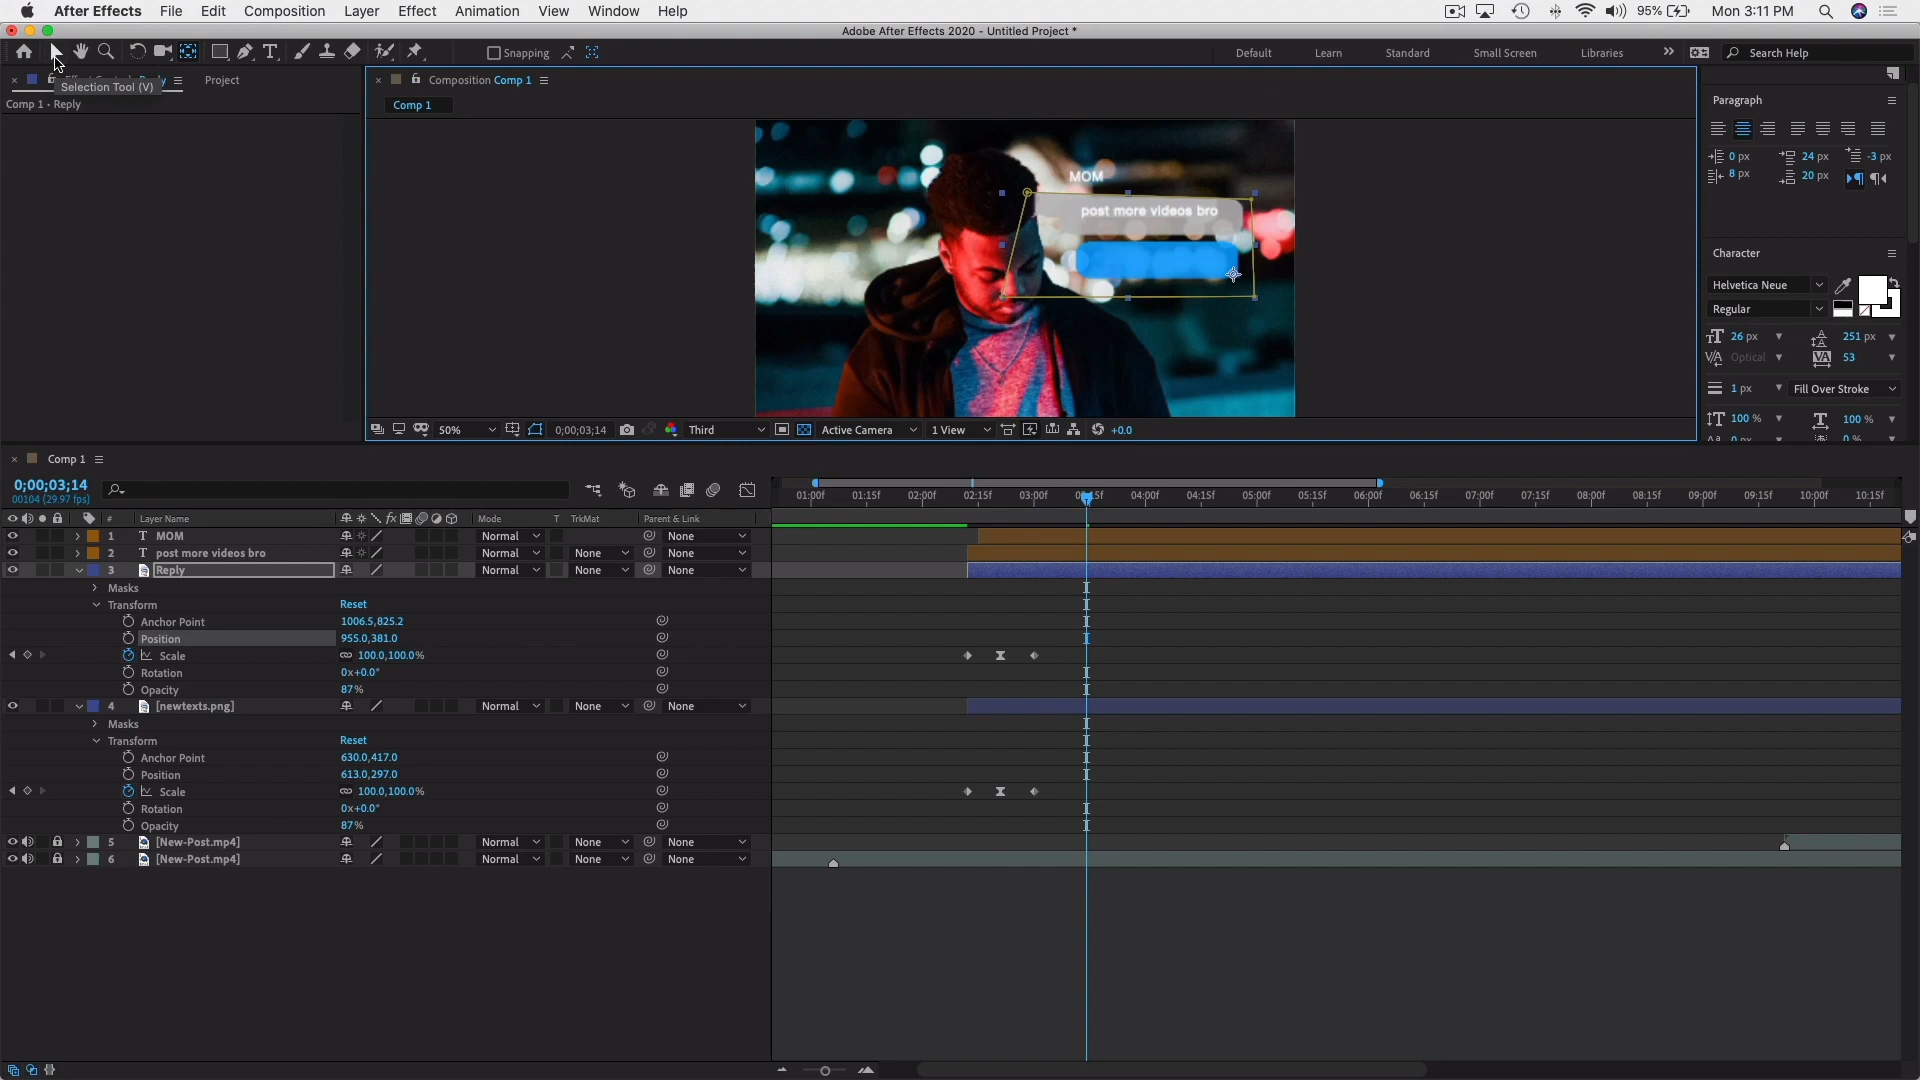 After Effects File Edit Composition Layer Effect Animation View Window Help 95% Mon 3:11 PM
Adobe After Effects 2020 - Untitled Project *
Snapping Default Learn Standard Small Screen Libraries Search Help
Project
Selection Tool (V)
Comp 1 • Reply
Composition Comp 1
Comp 1
MOM
post more videos bro
50% 0;00;03;14 Third Active Camera 1 View +0.0
Paragraph
0 px 24 px -3 px
8 px 20 px
Character
Helvetica Neue
Regular
26 px 251 px
Optical 53
1 px Fill Over Stroke
100 % 100 %
0 px 0 %
Comp 1
0;00;03;14
00104 (29.97 fps)
01:00f 01:15f 02:00f 02:15f 03:00f 04:00f 04:15f 05:00f 05:15f 06:00f 06:15f 07:00f 07:15f 08:00f 08:15f 09:00f 09:15f 10:00f 10:15f
# Layer Name Mode T TrkMat Parent & Link
1 T MOM Normal None
2 T post more videos bro Normal None None
3 Reply Normal None None
Masks
Transform Reset
Anchor Point 1006.5,825.2
Position 955.0,381.0
Scale 100.0,100.0%
Rotation 0x+0.0°
Opacity 87%
4 [newtexts.png] Normal None None
Masks
Transform Reset
Anchor Point 630.0,417.0
Position 613.0,297.0
Scale 100.0,100.0%
Rotation 0x+0.0°
Opacity 87%
5 [New-Post.mp4] Normal None None
6 [New-Post.mp4] Normal None None